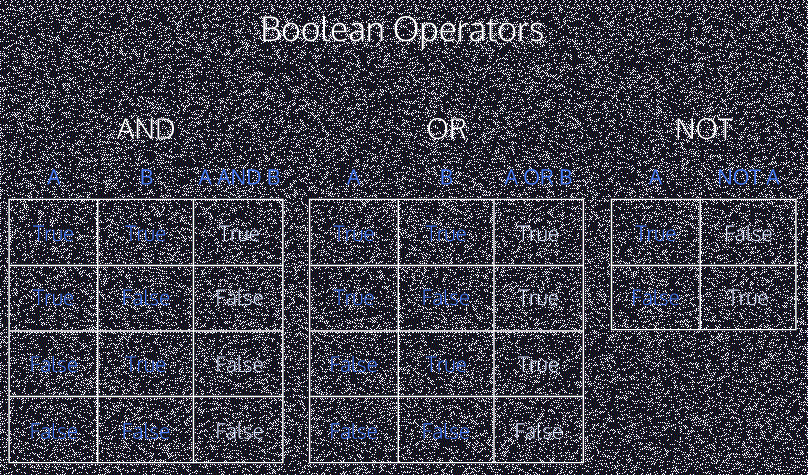 Boolean Operators
AND OR NOT
A B A AND B A B A OR B A NOT A
True True True True True True True False
True False False True False True False True
False True False False True True
False False False False False False